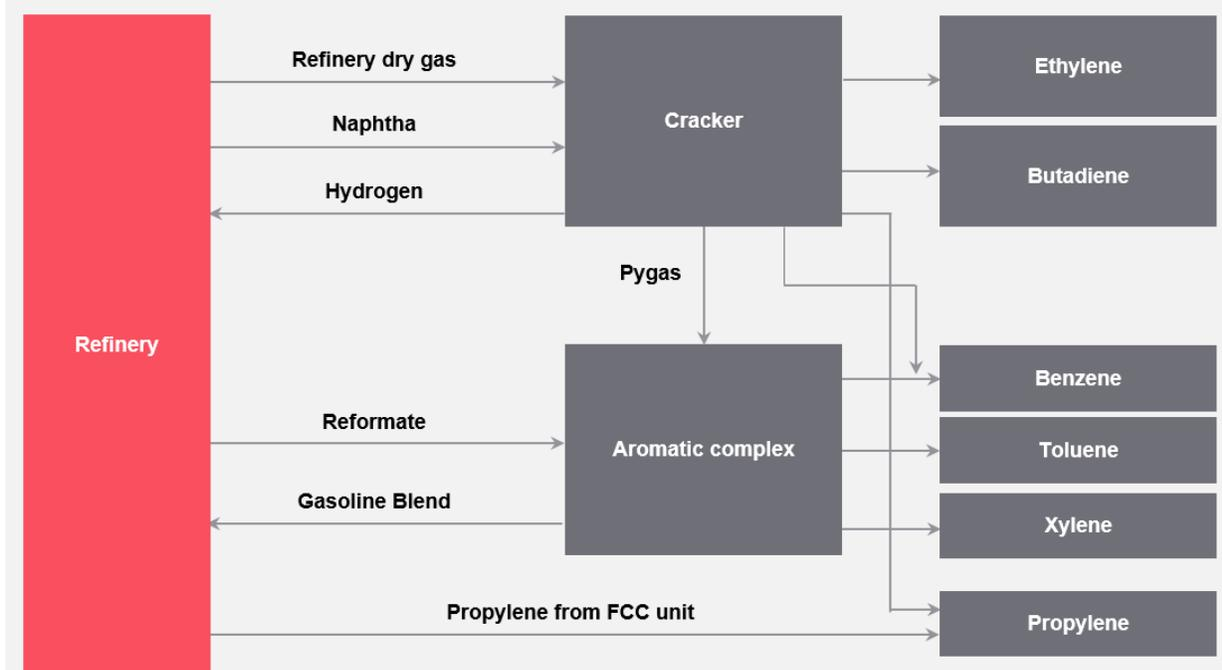 Refinery
Refinery dry gas
Naphtha
Hydrogen
Cracker
Ethylene
Butadiene
Pygas
Reformate
Gasoline Blend
Aromatic complex
Benzene
Toluene
Xylene
Propylene from FCC unit
Propylene